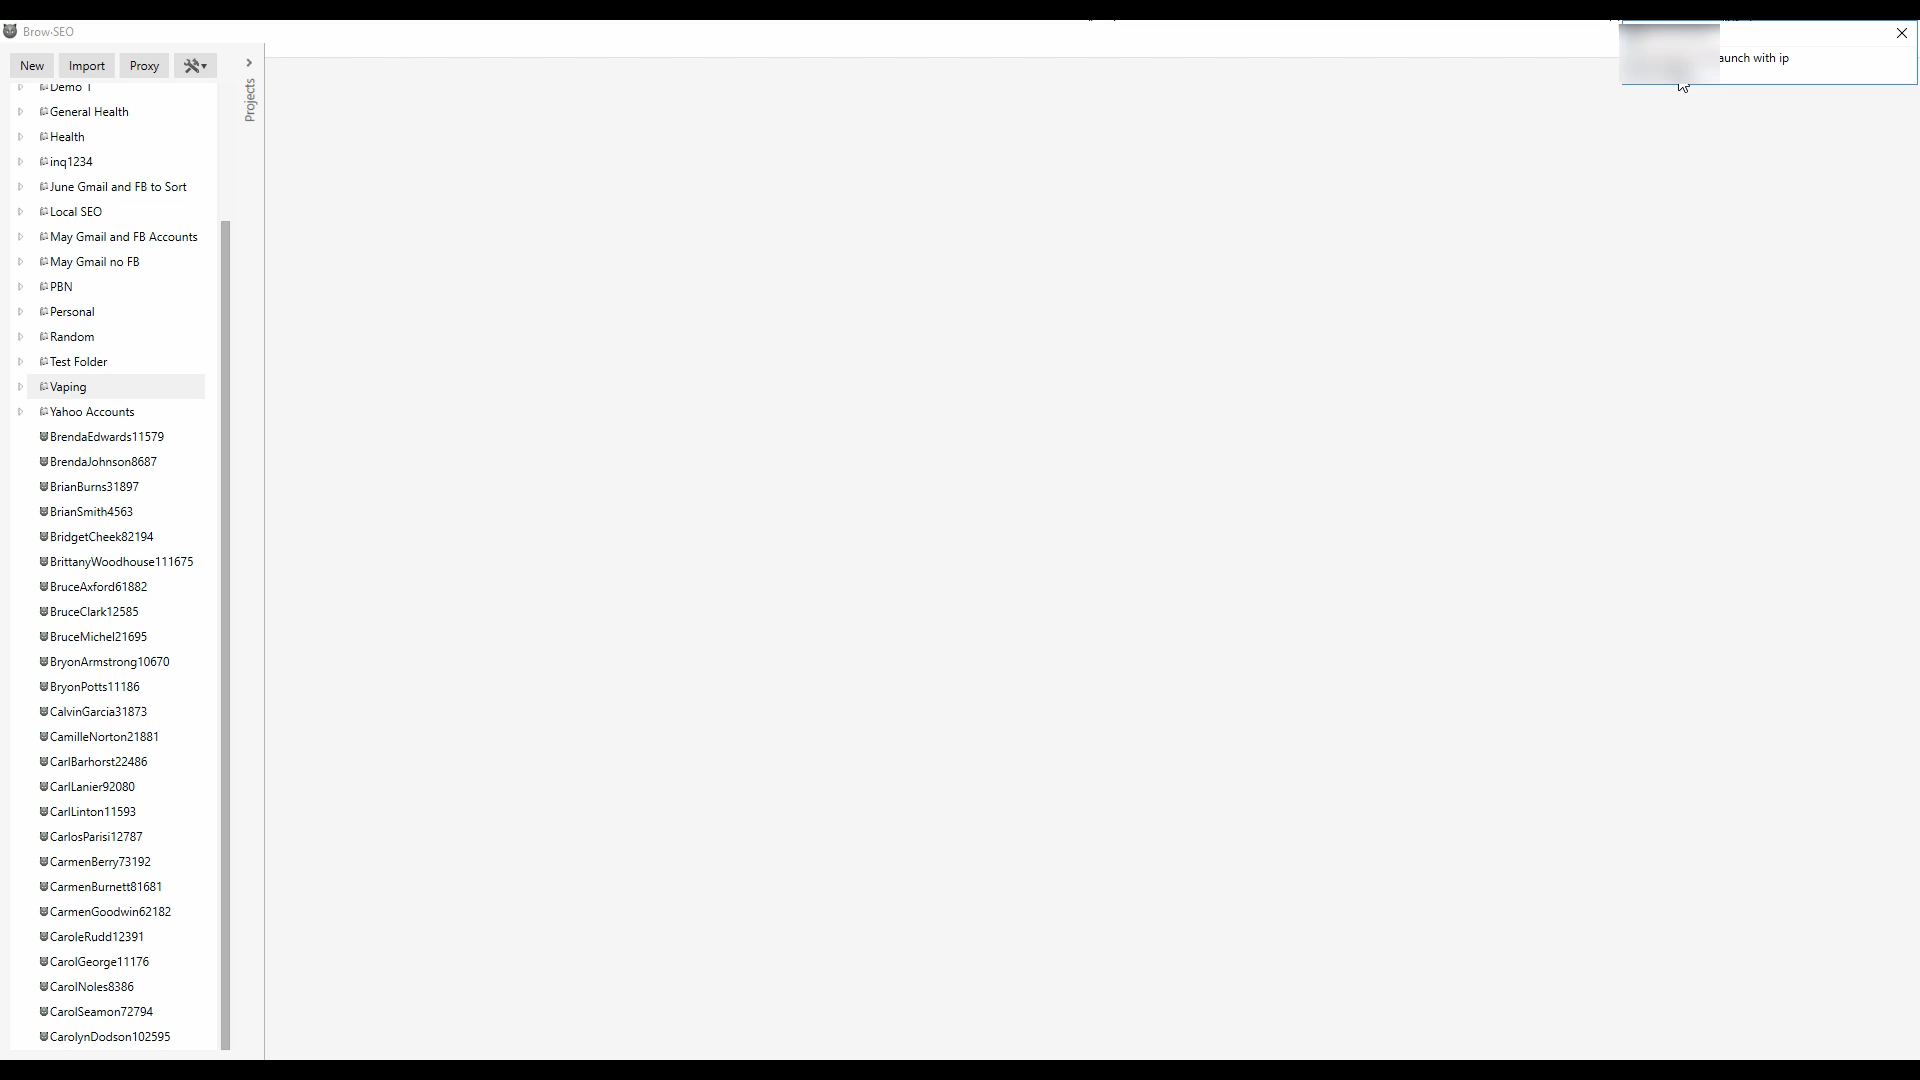 Brow·SEO
New
Import
Proxy
Projects
launch with ip
Demo 1
General Health
Health
inq1234
June Gmail and FB to Sort
Local SEO
May Gmail and FB Accounts
May Gmail no FB
PBN
Personal
Random
Test Folder
Vaping
Yahoo Accounts
BrendaEdwards11579
BrendaJohnson8687
BrianBurns31897
BrianSmith4563
BridgetCheek82194
BrittanyWoodhouse111675
BruceAxford61882
BruceClark12585
BruceMichel21695
BryonArmstrong10670
BryonPotts11186
CalvinGarcia31873
CamilleNorton21881
CarlBarhorst22486
CarlLanier92080
CarlLinton11593
CarlosParisi12787
CarmenBerry73192
CarmenBurnett81681
CarmenGoodwin62182
CaroleRudd12391
CarolGeorge11176
CarolNoles8386
CarolSeamon72794
CarolynDodson102595